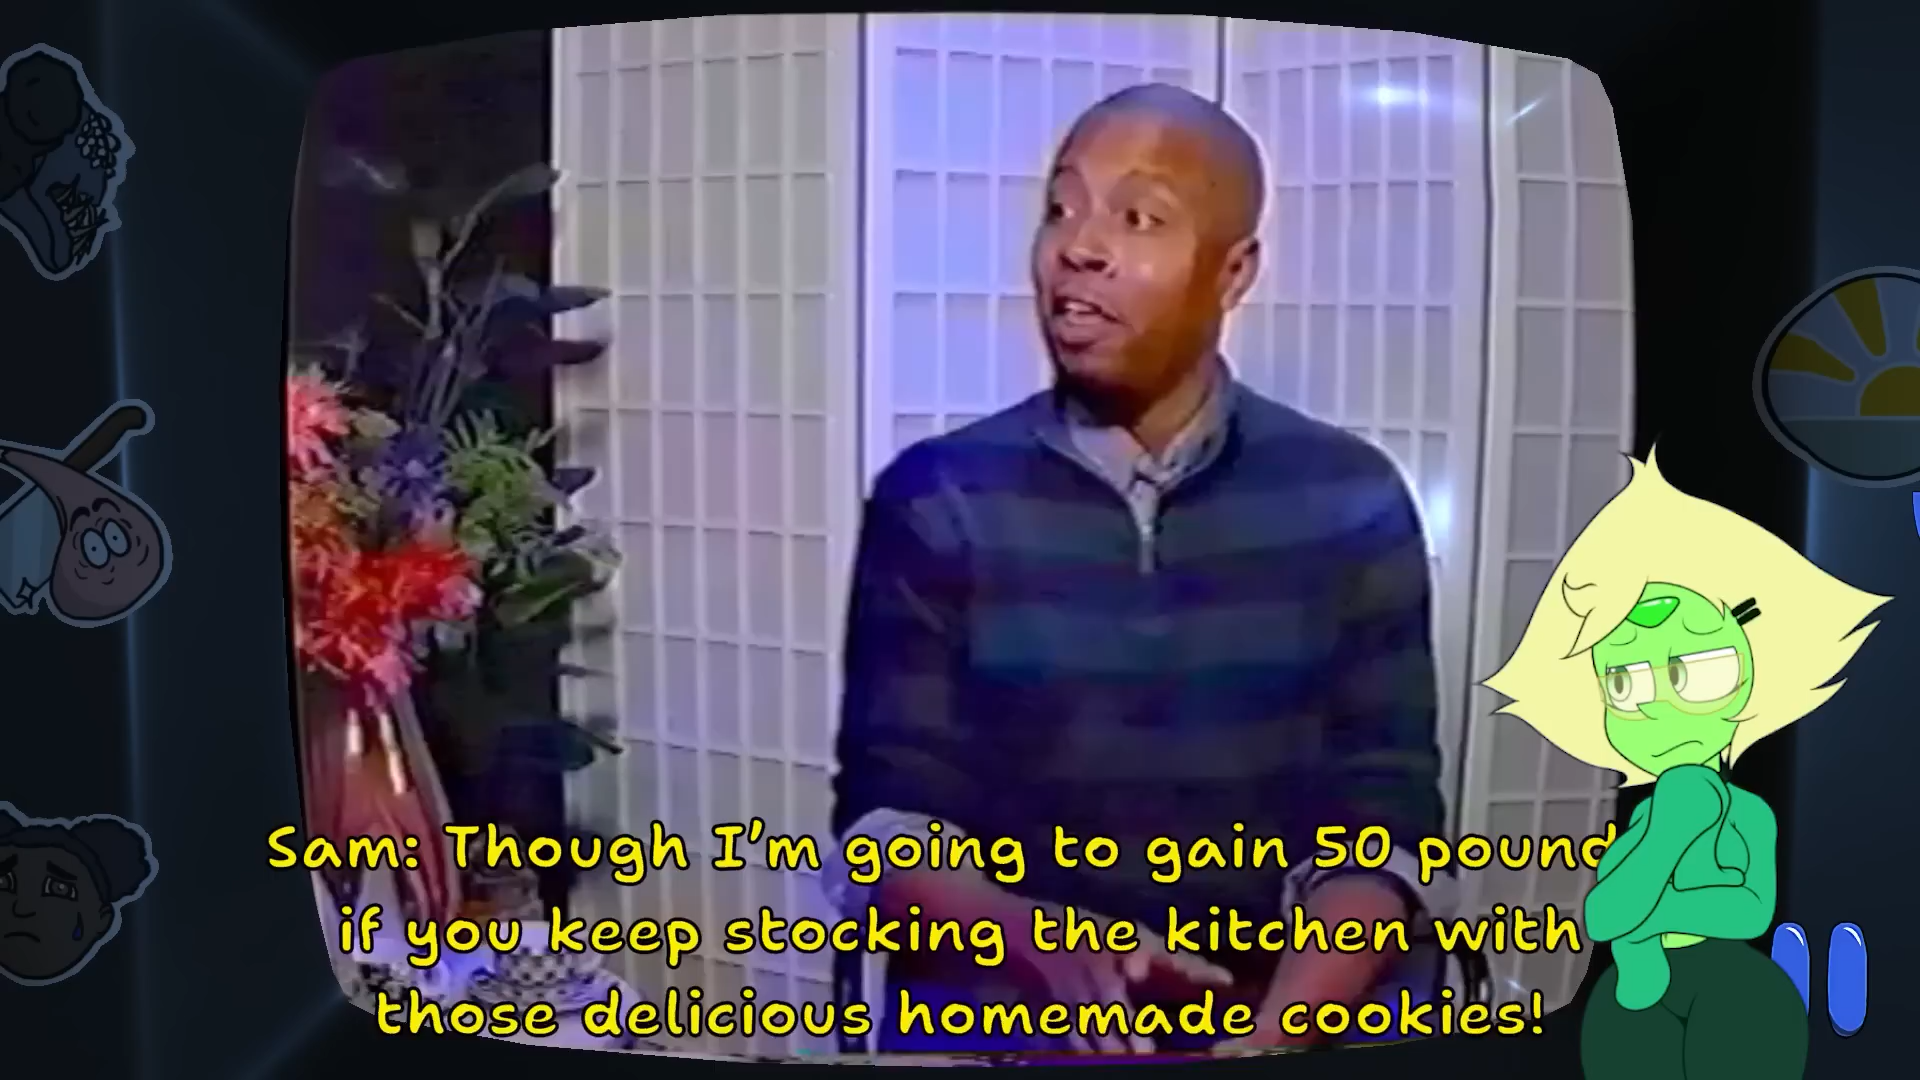 Sam: Though I'm going to gain 50 pound
if you keep stocking the kitchen with
those delicious homemade cookies!